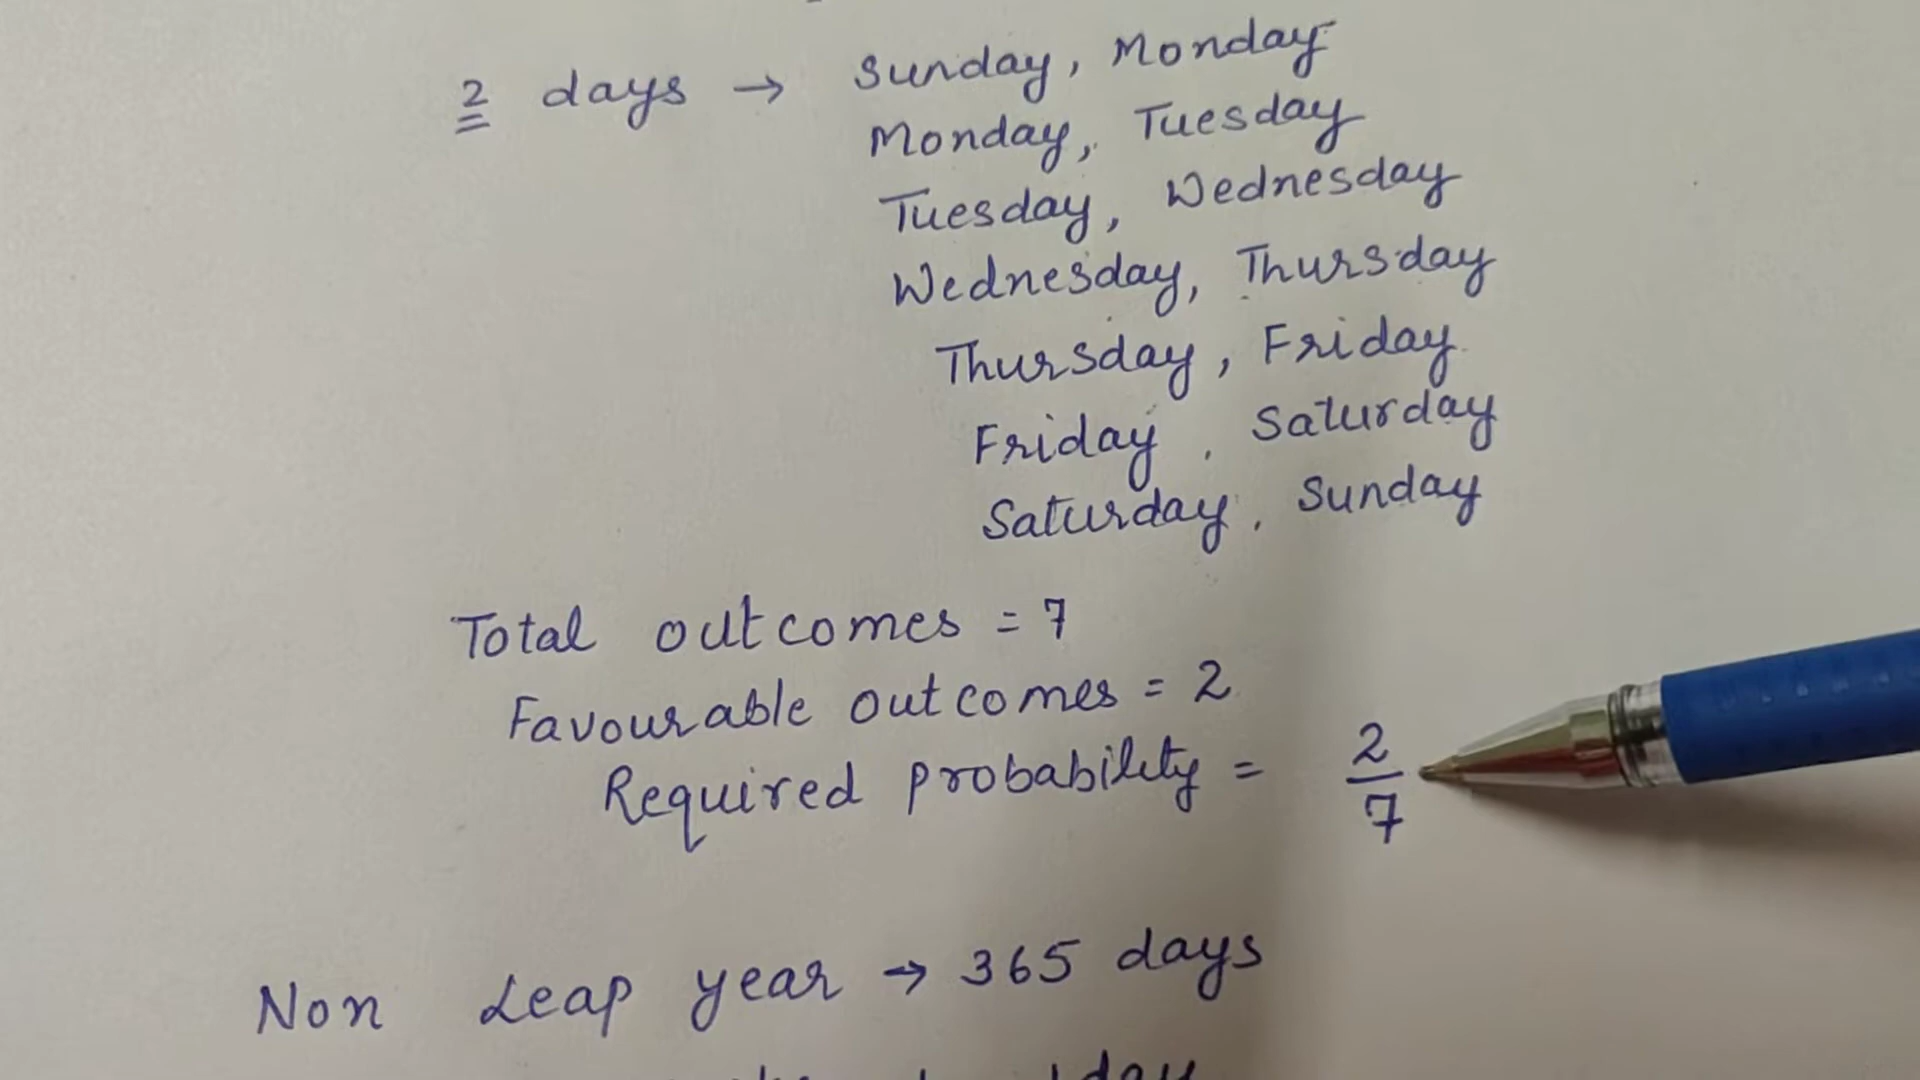 2 days → Sunday, Monday
Monday, Tuesday
Tuesday, Wednesday
Wednesday, Thursday
Thursday, Friday
Friday, Saturday
Saturday, Sunday
Total outcomes = 7
Favourable outcomes = 2
Required probability = 2/7
Non Leap year → 365 days